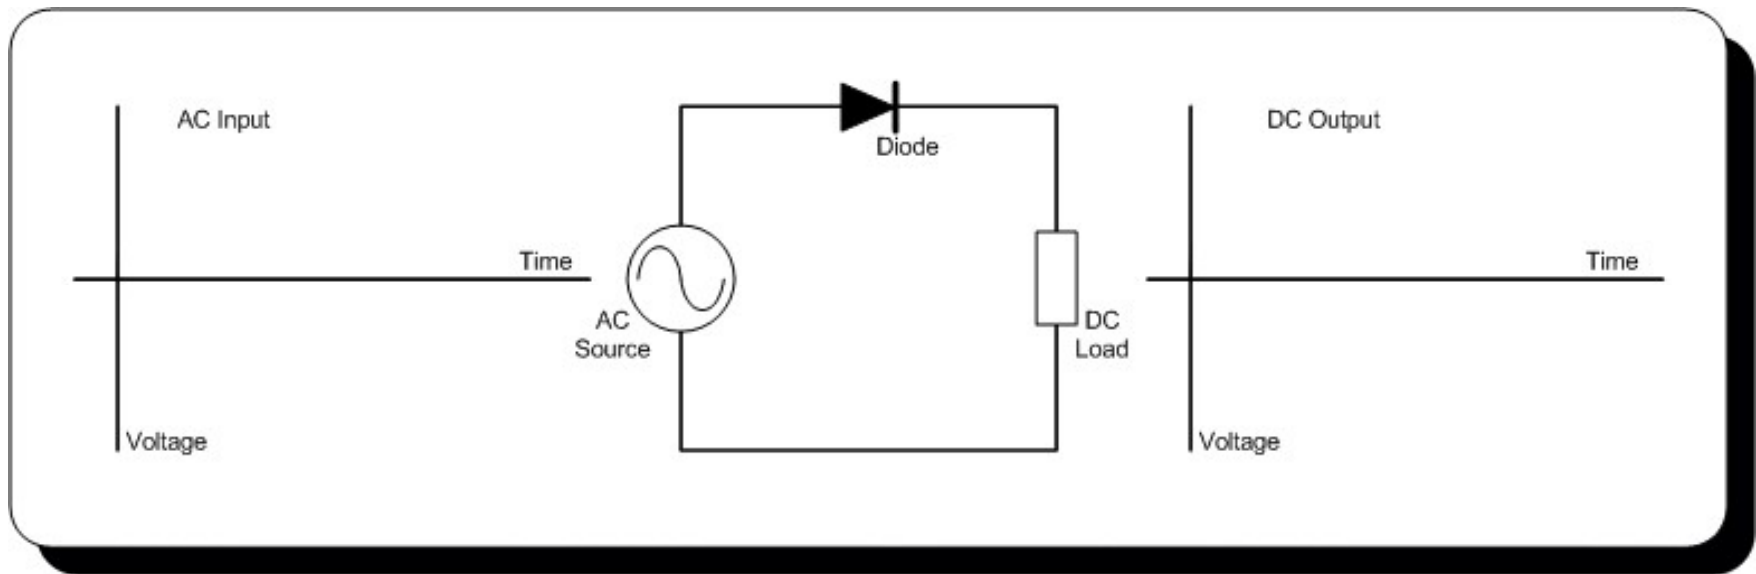 AC Input
Time
Voltage
Diode
AC
Source
DC
Load
DC Output
Time
Voltage